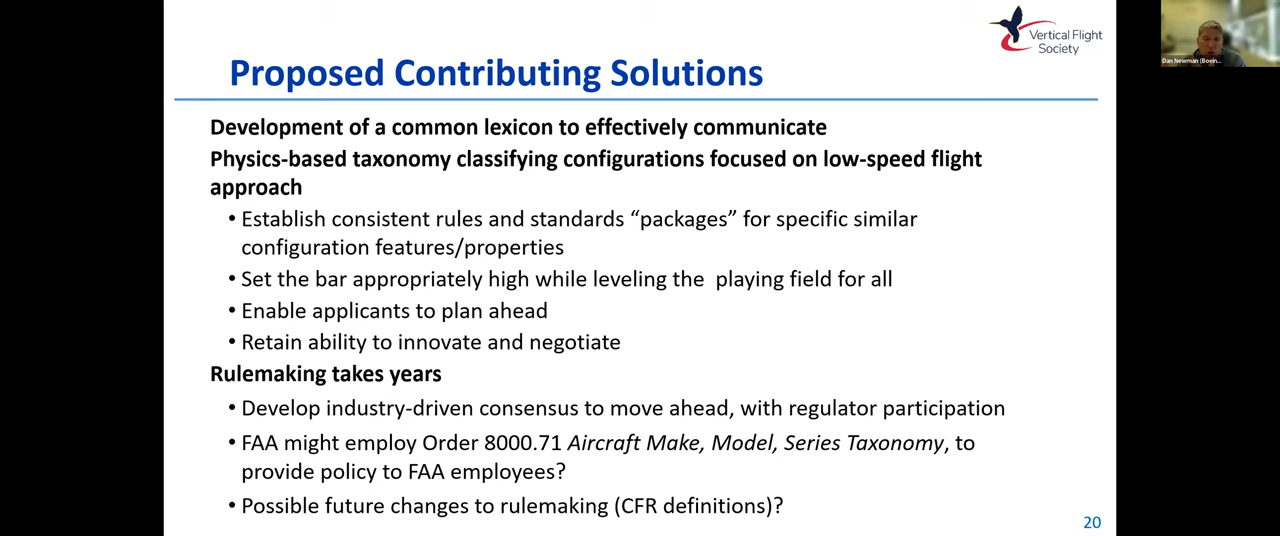 Vertical Flight
Society
Dan Newman (Boein...
Proposed Contributing Solutions
Development of a common lexicon to effectively communicate
Physics-based taxonomy classifying configurations focused on low-speed flight
approach
• Establish consistent rules and standards “packages” for specific similar
configuration features/properties
• Set the bar appropriately high while leveling the  playing field for all
• Enable applicants to plan ahead
• Retain ability to innovate and negotiate
Rulemaking takes years
• Develop industry-driven consensus to move ahead, with regulator participation
• FAA might employ Order 8000.71 Aircraft Make, Model, Series Taxonomy, to
provide policy to FAA employees?
• Possible future changes to rulemaking (CFR definitions)?
20